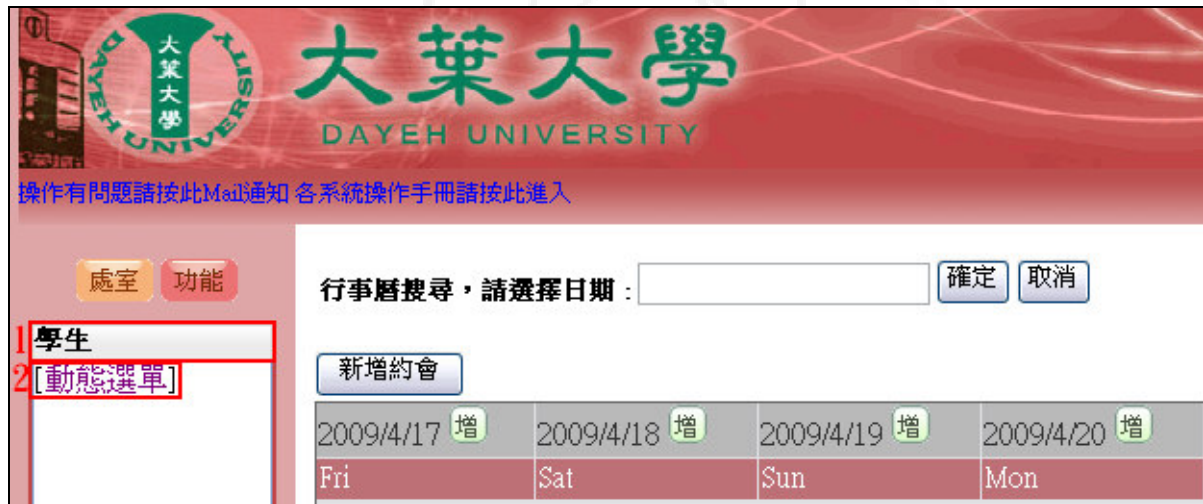 大葉大學
DAYEH UNIVERSITY
大葉大學
DAYEH UNIVERSITY
操作有問題請按此Mail通知 各系統操作手冊請按此進入
處室 功能
行事曆搜尋，請選擇日期 : 確定 取消
1 學生
2 [動態選單]
新增約會
2009/4/17 增 2009/4/18 增 2009/4/19 增 2009/4/20 增
Fri Sat Sun Mon